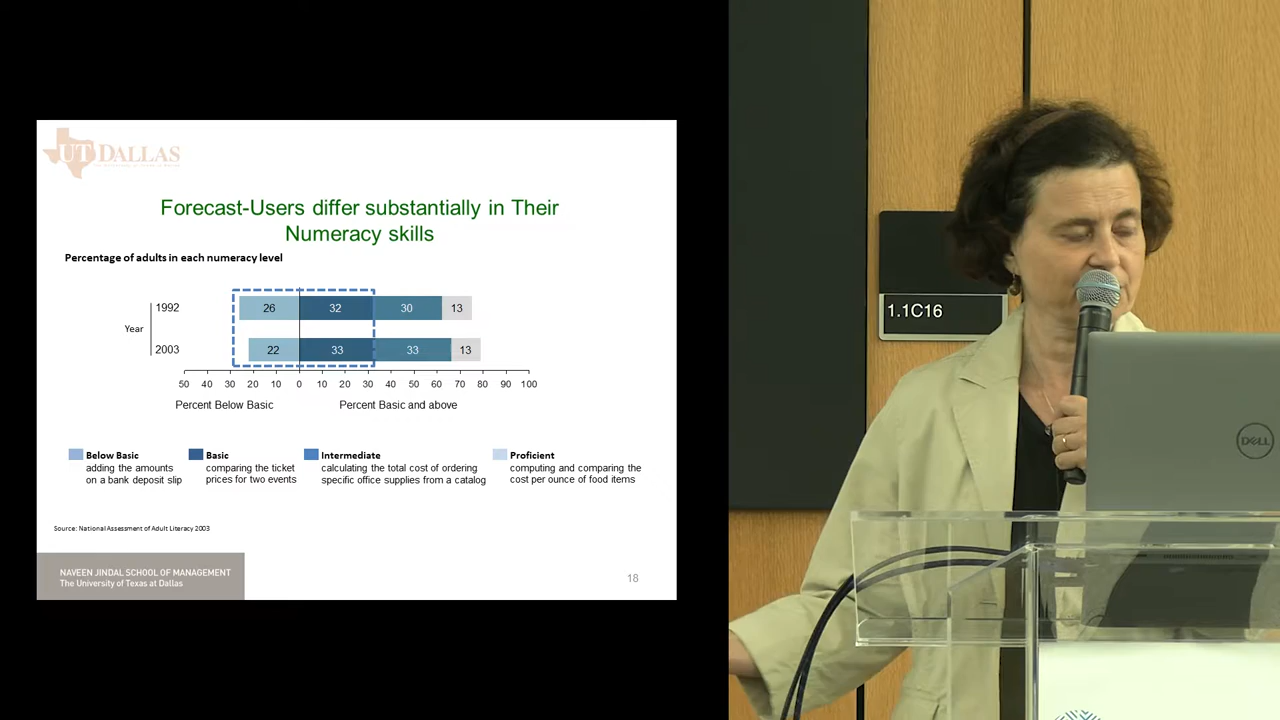 UT DALLAS
Forecast-Users differ substantially in Their
Numeracy skills
Percentage of adults in each numeracy level
1992
26 32 30 13
Year
2003
22 33 33 13
50 40 30 20 10 0 10 20 30 40 50 60 70 80 90 100
Percent Below Basic Percent Basic and above
Below Basic
adding the amounts
on a bank deposit slip
Basic
comparing the ticket
prices for two events
Intermediate
calculating the total cost of ordering
specific office supplies from a catalog
Proficient
computing and comparing the
cost per ounce of food items
Source: National Assessment of Adult Literacy 2003
NAVEEN JINDAL SCHOOL OF MANAGEMENT
The University of Texas at Dallas
18
1.1C16
DELL